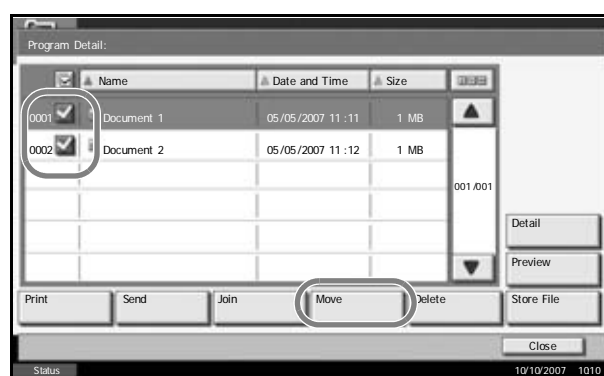 Program Detail:
Name Date and Time Size
0001 Document 1 05/05/2007 11:11 1 MB
0002 Document 2 05/05/2007 11:12 1 MB
001/001
Detail
Preview
Print Send Join Move Delete Store File
Close
Status 10/10/2007 10:10